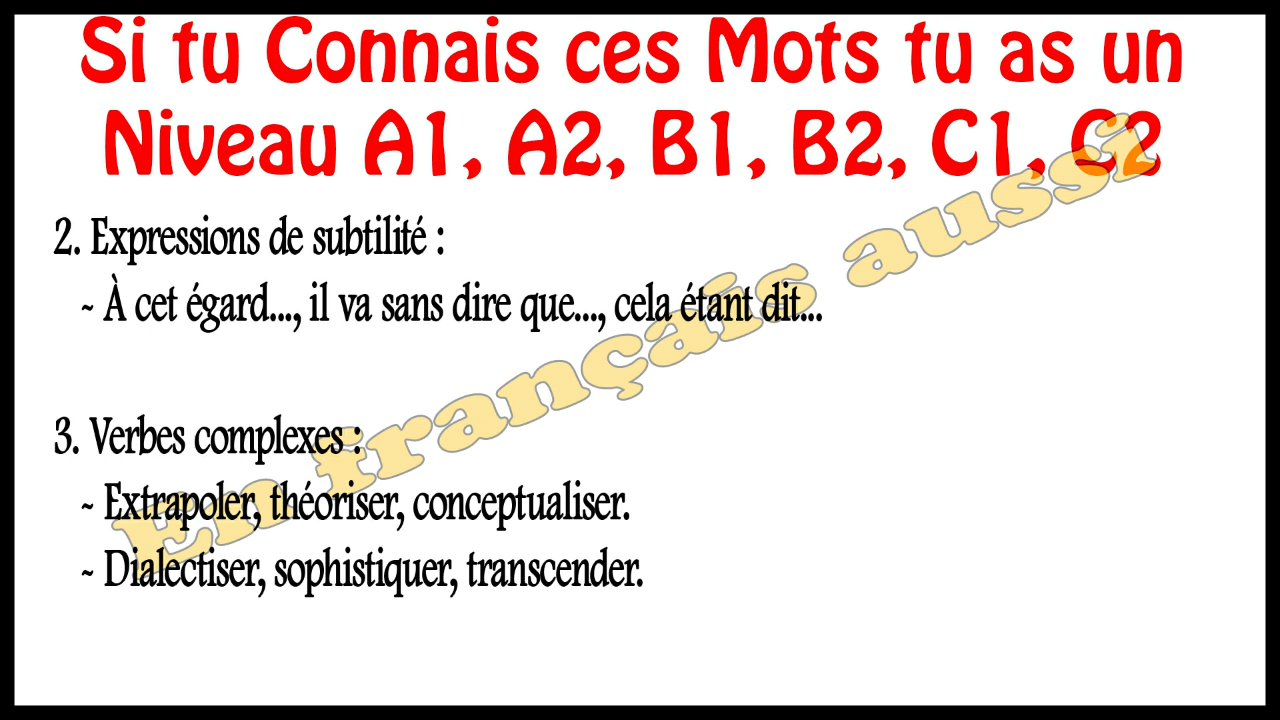 Si tu Connais ces Mots tu as un
Niveau A1, A2, B1, B2, C1, C2
2. Expressions de subtilité :
~ À cet égard..., il va sans dire que..., cela étant dit...
3. Verbes complexes :
~ Extrapoler, théoriser, conceptualiser.
~ Dialectiser, sophistiquer, transcender.
En français aussi